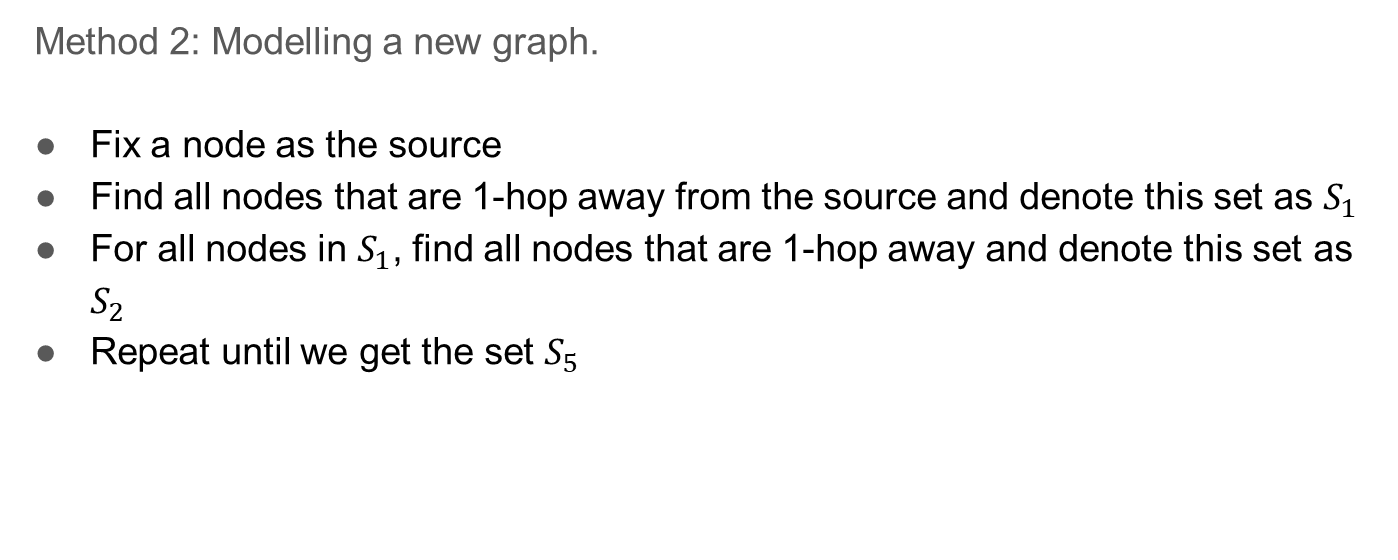 Method 2: Modelling a new graph.
● Fix a node as the source
● Find all nodes that are 1-hop away from the source and denote this set as S₁
● For all nodes in S₁, find all nodes that are 1-hop away and denote this set as
S₂
● Repeat until we get the set S₅